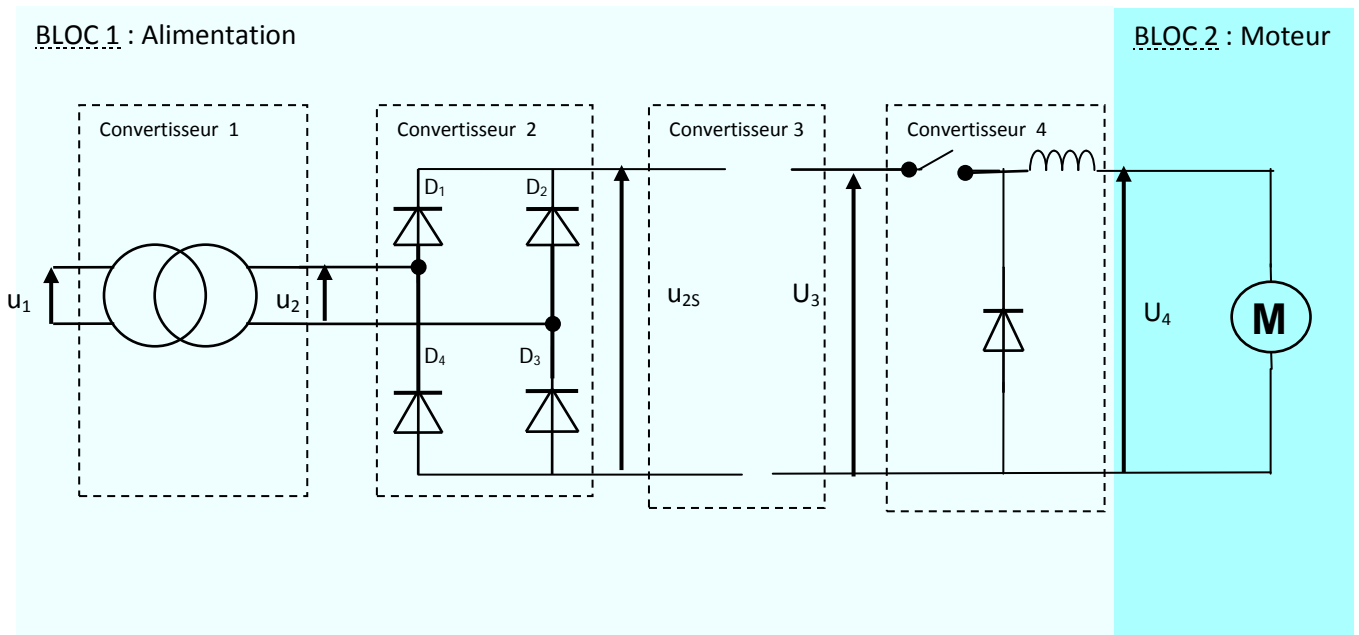 BLOC 1 : Alimentation
BLOC 2 : Moteur
Convertisseur 1
Convertisseur 2
Convertisseur 3
Convertisseur 4
D₁
D₂
u₁
u₂
u₂S
U₃
U₄
M
D₄
D₃